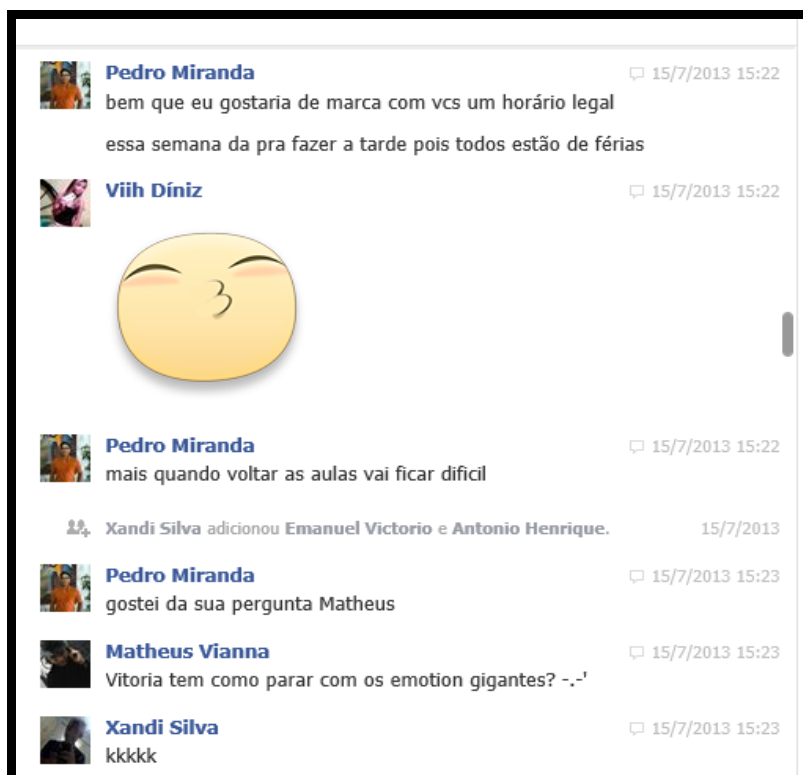 Pedro Miranda 15/7/2013 15:22
bem que eu gostaria de marca com vcs um horário legal
essa semana da pra fazer a tarde pois todos estão de férias
Viih Díniz 15/7/2013 15:22
Pedro Miranda 15/7/2013 15:22
mais quando voltar as aulas vai ficar dificil
Xandi Silva adicionou Emanuel Victorio e Antonio Henrique. 15/7/2013
Pedro Miranda 15/7/2013 15:23
gostei da sua pergunta Matheus
Matheus Vianna 15/7/2013 15:23
Vitoria tem como parar com os emotion gigantes? -.-'
Xandi Silva 15/7/2013 15:23
kkkkk